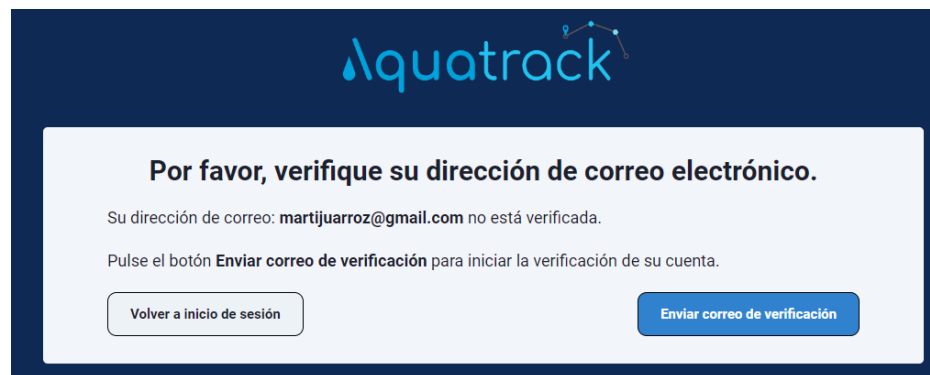 Aquatrack
Por favor, verifique su dirección de correo electrónico.
Su dirección de correo: martijuarroz@gmail.com no está verificada.
Pulse el botón Enviar correo de verificación para iniciar la verificación de su cuenta.
Volver a inicio de sesión
Enviar correo de verificación